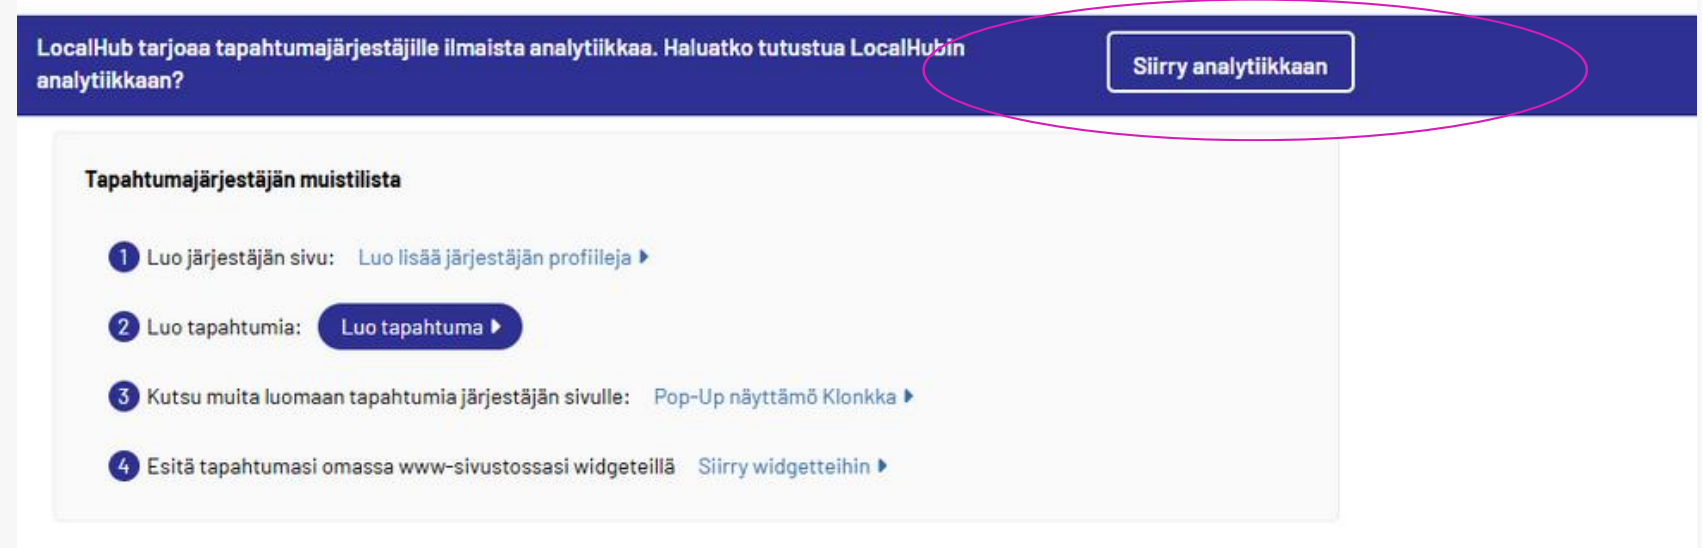 LocalHub tarjoaa tapahtumajärjestäjille ilmaista analytiikkaa. Haluatko tutustua LocalHubin
analytiikkaan?
Siirry analytiikkaan
Tapahtumajärjestäjän muistilista
1 Luo järjestäjän sivu: Luo lisää järjestäjän profiileja
2 Luo tapahtumia: Luo tapahtuma
3 Kutsu muita luomaan tapahtumia järjestäjän sivulle: Pop-Up näyttämö Klonkka
4 Esitä tapahtumasi omassa www-sivustossasi widgeteillä Siirry widgetteihin